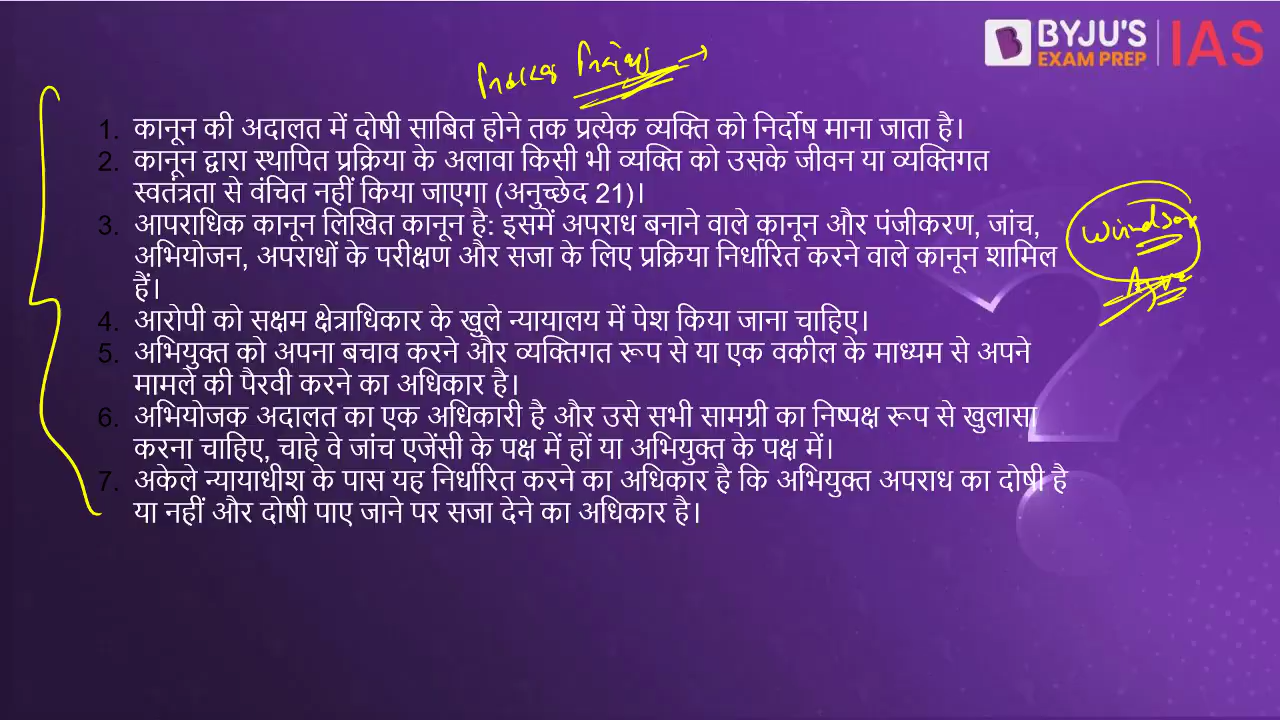 BYJU'S
EXAM PREP
IAS
निवारक निरोध
1. कानून की अदालत में दोषी साबित होने तक प्रत्येक व्यक्ति को निर्दोष माना जाता है।
2. कानून द्वारा स्थापित प्रक्रिया के अलावा किसी भी व्यक्ति को उसके जीवन या व्यक्तिगत
स्वतंत्रता से वंचित नहीं किया जाएगा (अनुच्छेद 21)।
3. आपराधिक कानून लिखित कानून है: इसमें अपराध बनाने वाले कानून और पंजीकरण, जांच,
अभियोजन, अपराधों के परीक्षण और सजा के लिए प्रक्रिया निर्धारित करने वाले कानून शामिल
हैं।
4. आरोपी को सक्षम क्षेत्राधिकार के खुले न्यायालय में पेश किया जाना चाहिए।
5. अभियुक्त को अपना बचाव करने और व्यक्तिगत रूप से या एक वकील के माध्यम से अपने
मामले की पैरवी करने का अधिकार है।
6. अभियोजक अदालत का एक अधिकारी है और उसे सभी सामग्री का निष्पक्ष रूप से खुलासा
करना चाहिए, चाहे वे जांच एजेंसी के पक्ष में हों या अभियुक्त के पक्ष में।
7. अकेले न्यायाधीश के पास यह निर्धारित करने का अधिकार है कि अभियुक्त अपराध का दोषी है
या नहीं और दोषी पाए जाने पर सजा देने का अधिकार है।
windsor